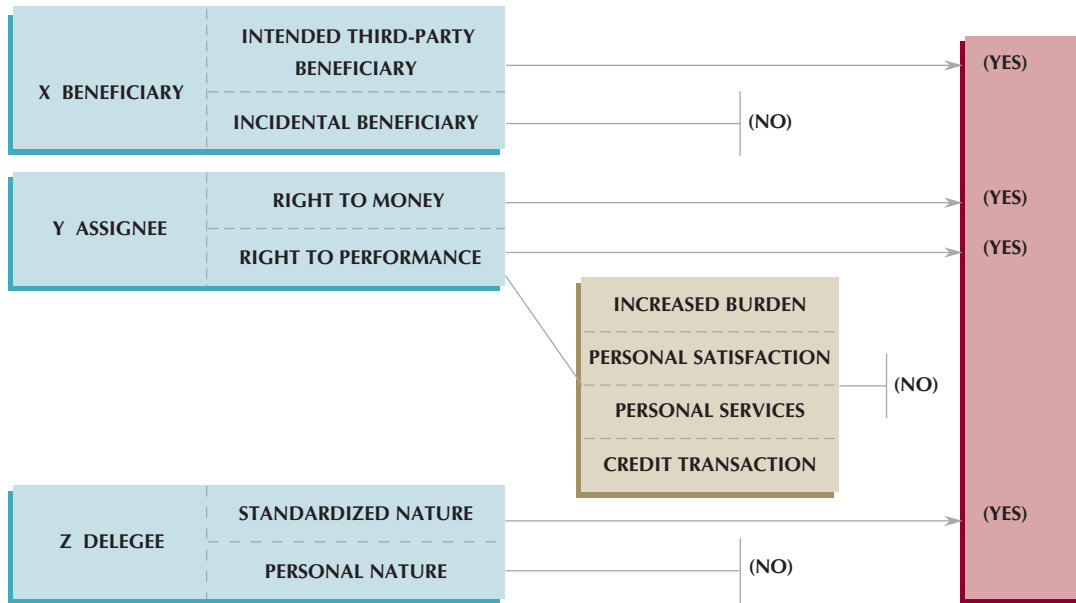 X BENEFICIARY
INTENDED THIRD-PARTY
BENEFICIARY
(YES)
INCIDENTAL BENEFICIARY
(NO)
Y ASSIGNEE
RIGHT TO MONEY
(YES)
RIGHT TO PERFORMANCE
(YES)
INCREASED BURDEN
PERSONAL SATISFACTION
PERSONAL SERVICES
CREDIT TRANSACTION
(NO)
Z DELEGEE
STANDARDIZED NATURE
(YES)
PERSONAL NATURE
(NO)